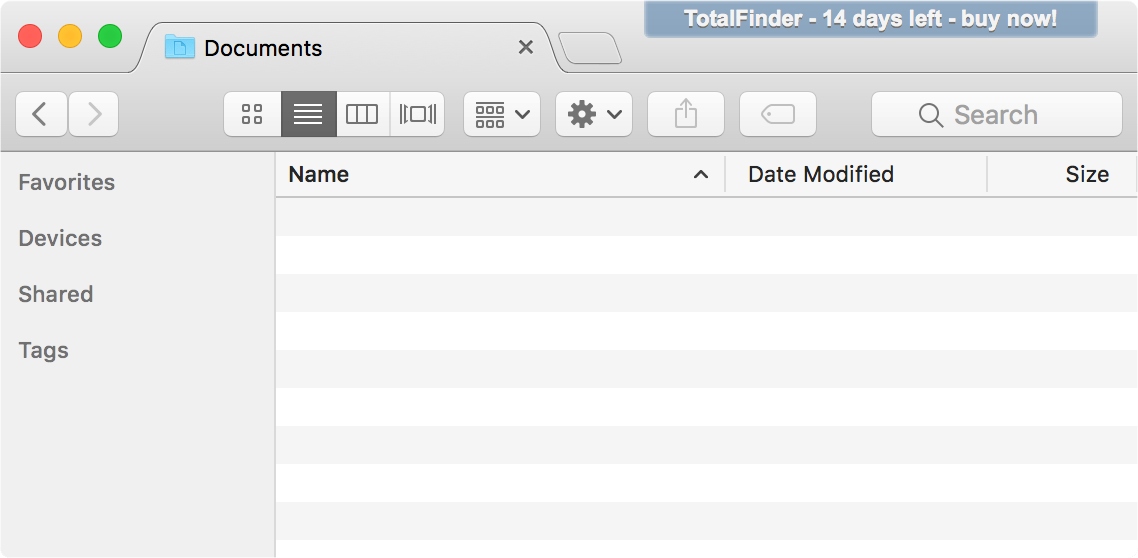 TotalFinder - 14 days left - buy now!
Documents
Search
Favorites
Devices
Shared
Tags
Name
Date Modified
Size